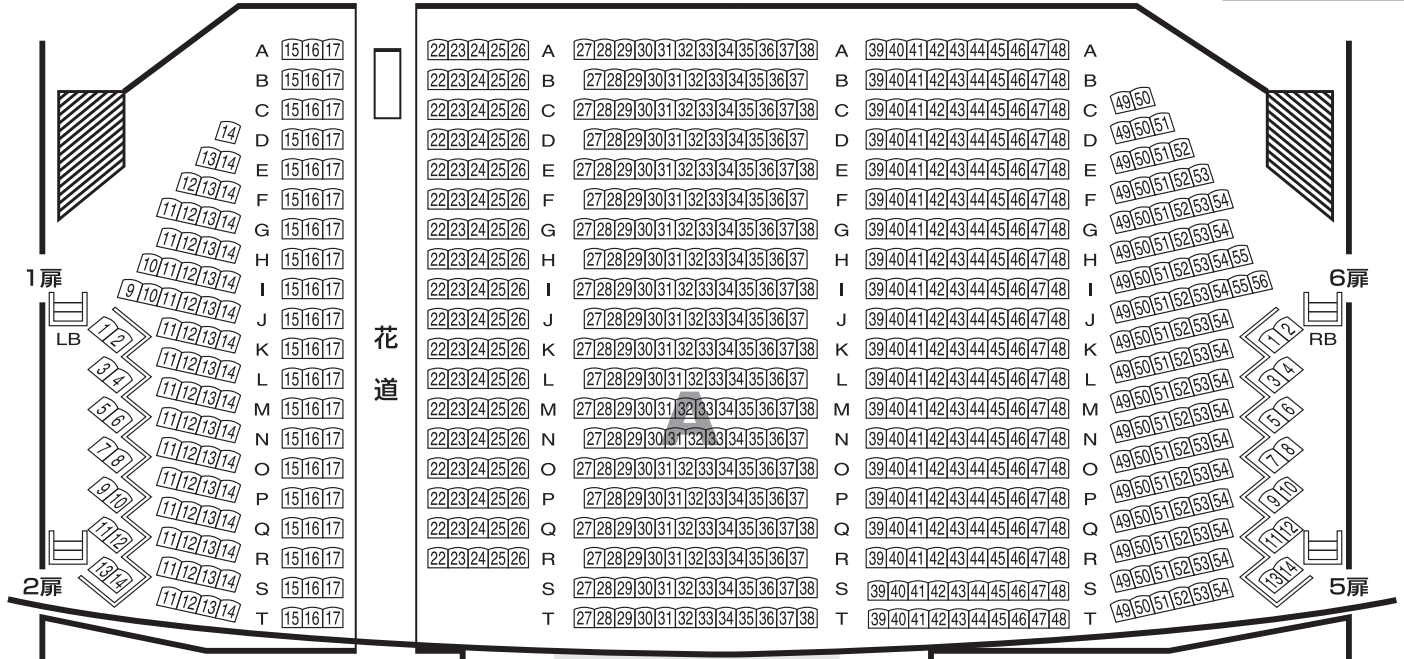 A 15 16 17 22 23 24 25 26 A 27 28 29 30 31 32 33 34 35 36 37 38 A 39 40 41 42 43 44 45 46 47 48 A
B 15 16 17 22 23 24 25 26 B 27 28 29 30 31 32 33 34 35 36 37 B 39 40 41 42 43 44 45 46 47 48 B
C 15 16 17 22 23 24 25 26 C 27 28 29 30 31 32 33 34 35 36 37 38 C 39 40 41 42 43 44 45 46 47 48 C 49 50
14 D 15 16 17 22 23 24 25 26 D 27 28 29 30 31 32 33 34 35 36 37 D 39 40 41 42 43 44 45 46 47 48 D 49 50 51
13 14 E 15 16 17 22 23 24 25 26 E 27 28 29 30 31 32 33 34 35 36 37 38 E 39 40 41 42 43 44 45 46 47 48 E 49 50 51 52
12 13 14 F 15 16 17 22 23 24 25 26 F 27 28 29 30 31 32 33 34 35 36 37 F 39 40 41 42 43 44 45 46 47 48 F 49 50 51 52 53
11 12 13 14 G 15 16 17 22 23 24 25 26 G 27 28 29 30 31 32 33 34 35 36 37 38 G 39 40 41 42 43 44 45 46 47 48 G 49 50 51 52 53 54
11 12 13 14 H 15 16 17 22 23 24 25 26 H 27 28 29 30 31 32 33 34 35 36 37 H 39 40 41 42 43 44 45 46 47 48 H 49 50 51 52 53 54
10 11 12 13 14 I 15 16 17 22 23 24 25 26 I 27 28 29 30 31 32 33 34 35 36 37 38 I 39 40 41 42 43 44 45 46 47 48 I 49 50 51 52 53 54 55
9 10 11 12 13 14 J 15 16 17 22 23 24 25 26 J 27 28 29 30 31 32 33 34 35 36 37 J 39 40 41 42 43 44 45 46 47 48 J 49 50 51 52 53 54 55 56
11 12 13 14 K 15 16 17 22 23 24 25 26 K 27 28 29 30 31 32 33 34 35 36 37 38 K 39 40 41 42 43 44 45 46 47 48 K 49 50 51 52 53 54
11 12 13 14 L 15 16 17 22 23 24 25 26 L 27 28 29 30 31 32 33 34 35 36 37 L 39 40 41 42 43 44 45 46 47 48 L 49 50 51 52 53 54
11 12 13 14 M 15 16 17 22 23 24 25 26 M 27 28 29 30 31 32 33 34 35 36 37 38 M 39 40 41 42 43 44 45 46 47 48 M 49 50 51 52 53 54
11 12 13 14 N 15 16 17 22 23 24 25 26 N 27 28 29 30 31 32 33 34 35 36 37 N 39 40 41 42 43 44 45 46 47 48 N 49 50 51 52 53 54
11 12 13 14 O 15 16 17 22 23 24 25 26 O 27 28 29 30 31 32 33 34 35 36 37 38 O 39 40 41 42 43 44 45 46 47 48 O 49 50 51 52 53 54
11 12 13 14 P 15 16 17 22 23 24 25 26 P 27 28 29 30 31 32 33 34 35 36 37 P 39 40 41 42 43 44 45 46 47 48 P 49 50 51 52 53 54
11 12 13 14 Q 15 16 17 22 23 24 25 26 Q 27 28 29 30 31 32 33 34 35 36 37 38 Q 39 40 41 42 43 44 45 46 47 48 Q 49 50 51 52 53 54
11 12 13 14 R 15 16 17 22 23 24 25 26 R 27 28 29 30 31 32 33 34 35 36 37 R 39 40 41 42 43 44 45 46 47 48 R 49 50 51 52 53 54
11 12 13 14 S 15 16 17 S 27 28 29 30 31 32 33 34 35 36 37 38 S 39 40 41 42 43 44 45 46 47 48 S 49 50 51 52 53 54
11 12 13 14 T 15 16 17 T 27 28 29 30 31 32 33 34 35 36 37 38 T 39 40 41 42 43 44 45 46 47 48 T 49 50 51 52 53 54
花道
A
1扉
LB
1 2
3 4
5 6
7 8
9 10
11 12
13 14
2扉
6扉
RB
1 2
3 4
5 6
7 8
9 10
11 12
13 14
5扉